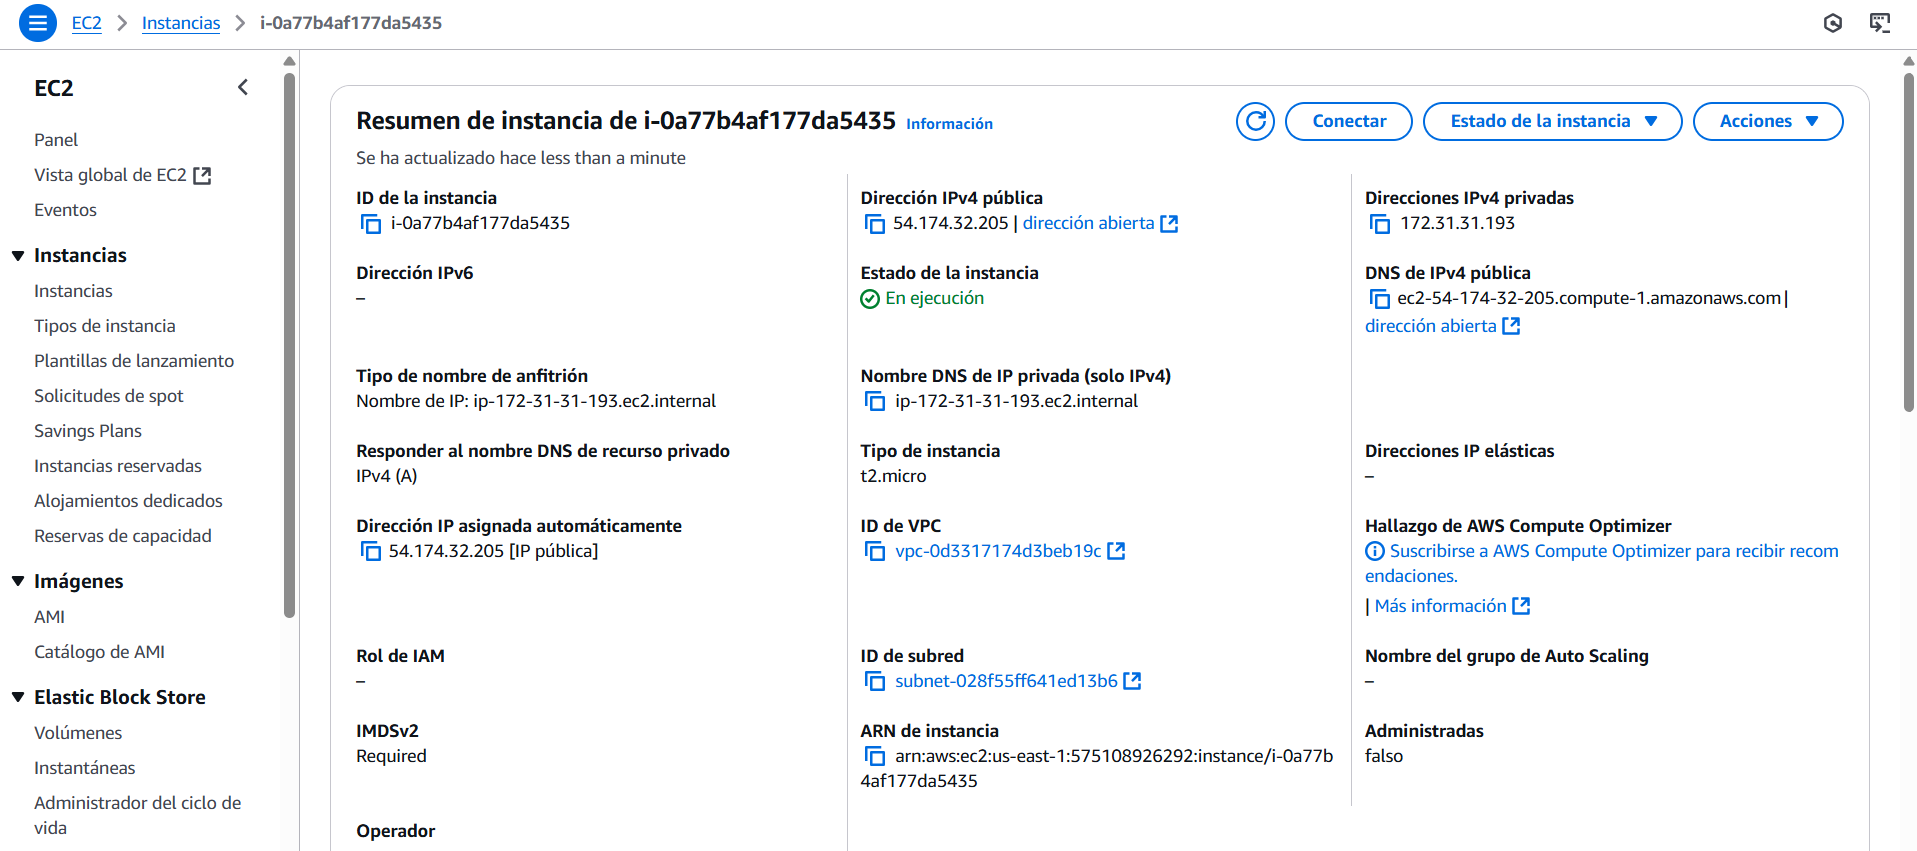 EC2 > Instancias > i-0a77b4af177da5435
EC2
Panel
Vista global de EC2
Eventos
Instancias
Instancias
Tipos de instancia
Plantillas de lanzamiento
Solicitudes de spot
Savings Plans
Instancias reservadas
Alojamientos dedicados
Reservas de capacidad
Imágenes
AMI
Catálogo de AMI
Elastic Block Store
Volúmenes
Instantáneas
Administrador del ciclo de
vida
Resumen de instancia de i-0a77b4af177da5435 Información
Conectar
Estado de la instancia
Acciones
Se ha actualizado hace less than a minute
ID de la instancia
i-0a77b4af177da5435
Dirección IPv4 pública
54.174.32.205 | dirección abierta
Direcciones IPv4 privadas
172.31.31.193
Dirección IPv6
–
Estado de la instancia
En ejecución
DNS de IPv4 pública
ec2-54-174-32-205.compute-1.amazonaws.com |
dirección abierta
Tipo de nombre de anfitrión
Nombre de IP: ip-172-31-31-193.ec2.internal
Nombre DNS de IP privada (solo IPv4)
ip-172-31-31-193.ec2.internal
Responder al nombre DNS de recurso privado
IPv4 (A)
Tipo de instancia
t2.micro
Direcciones IP elásticas
–
Dirección IP asignada automáticamente
54.174.32.205 [IP pública]
ID de VPC
vpc-0d3317174d3beb19c
Hallazgo de AWS Compute Optimizer
Suscribirse a AWS Compute Optimizer para recibir recom
endaciones.
| Más información
Rol de IAM
–
ID de subred
subnet-028f55ff641ed13b6
Nombre del grupo de Auto Scaling
–
IMDSv2
Required
ARN de instancia
arn:aws:ec2:us-east-1:575108926292:instance/i-0a77b
4af177da5435
Administradas
falso
Operador